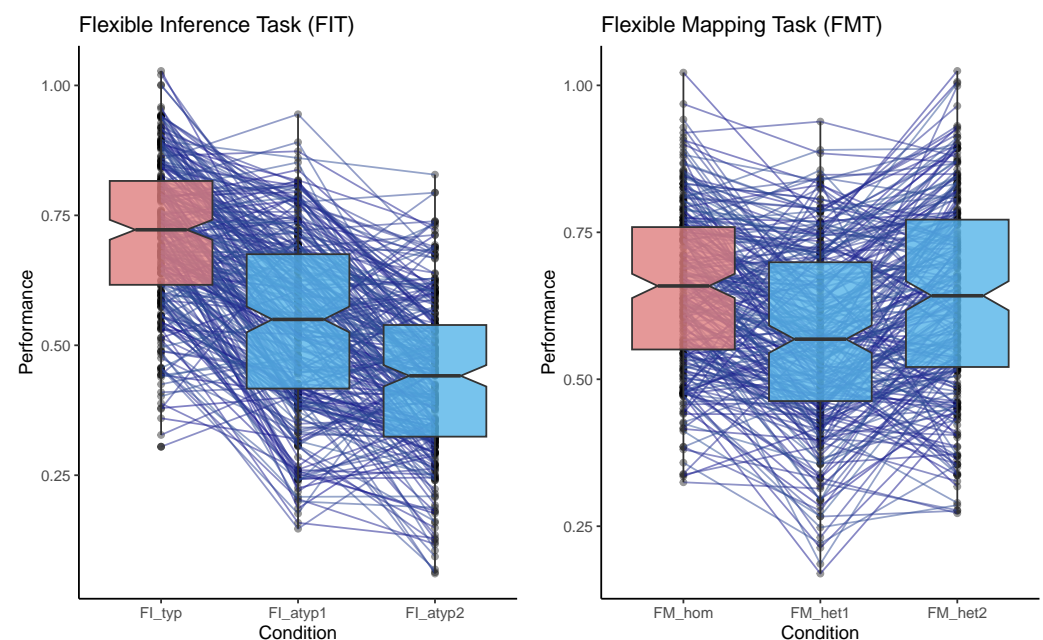 Flexible Inference Task (FIT)
Performance
1.00
0.75
0.50
0.25
FI_typ FI_atyp1 FI_atyp2
Condition
Flexible Mapping Task (FMT)
Performance
1.00
0.75
0.50
0.25
FM_hom FM_het1 FM_het2
Condition